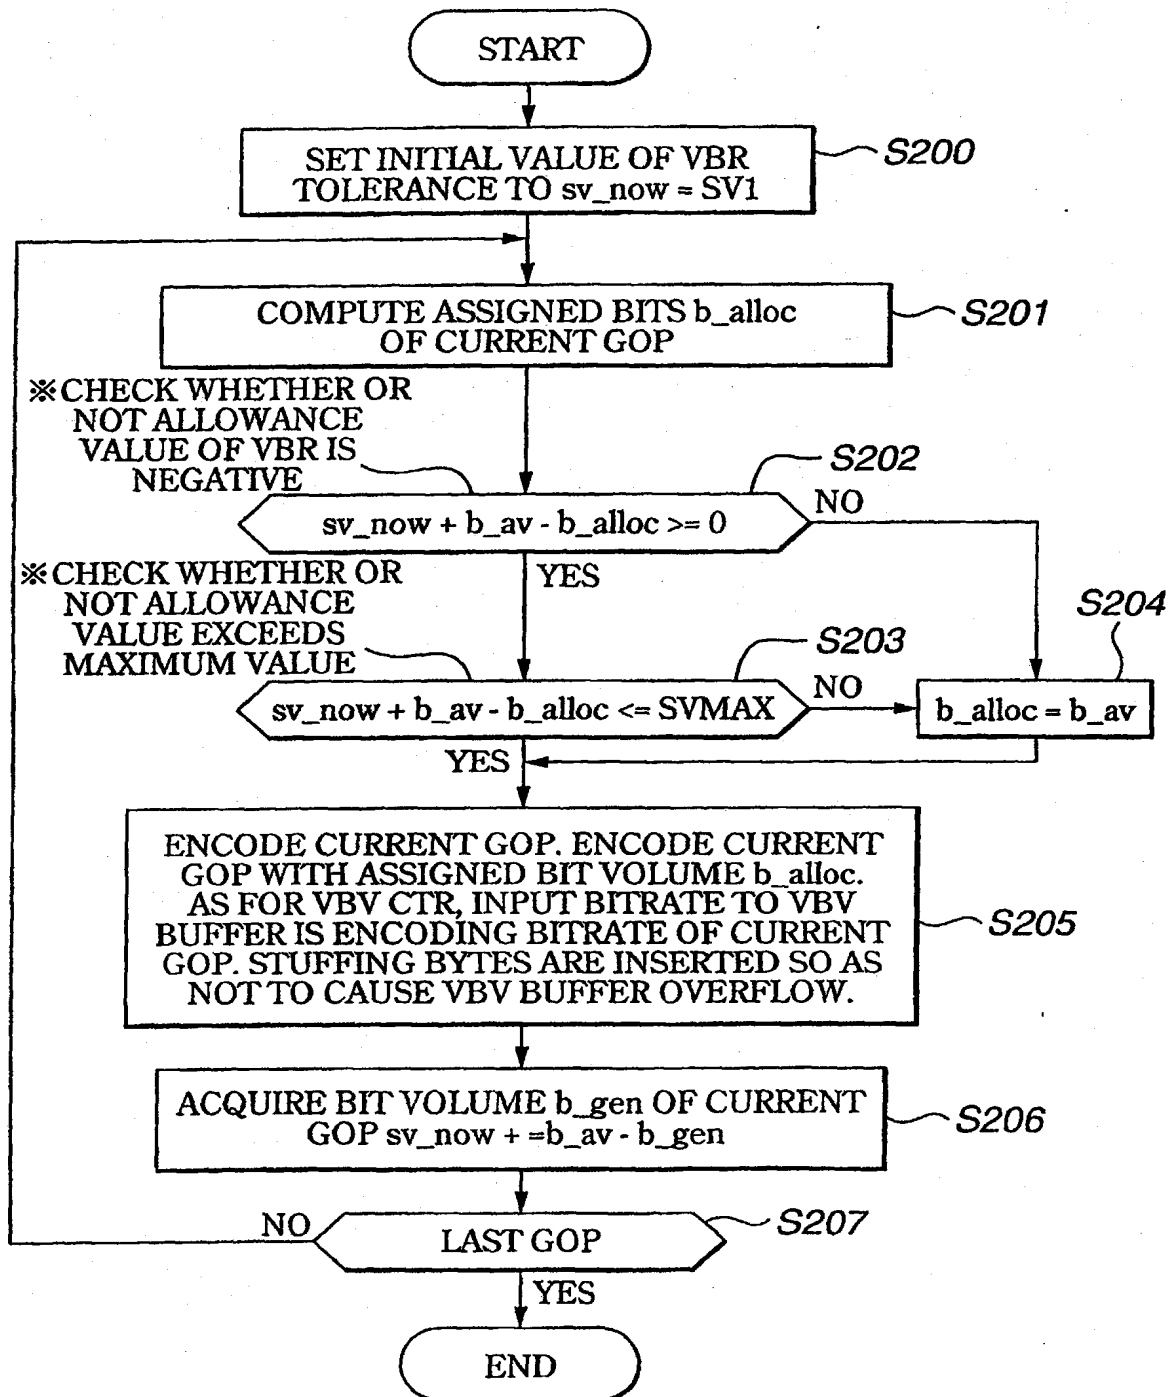 START
SET INITIAL VALUE OF VBR
TOLERANCE TO sv_now = SV1
S200
COMPUTE ASSIGNED BITS b_alloc
OF CURRENT GOP
S201
※CHECK WHETHER OR
NOT ALLOWANCE
VALUE OF VBR IS
NEGATIVE
S202
sv_now + b_av - b_alloc >= 0
NO
YES
※CHECK WHETHER OR
NOT ALLOWANCE
VALUE EXCEEDS
MAXIMUM VALUE
S203
sv_now + b_av - b_alloc <= SVMAX
NO
S204
b_alloc = b_av
YES
ENCODE CURRENT GOP. ENCODE CURRENT
GOP WITH ASSIGNED BIT VOLUME b_alloc.
AS FOR VBV CTR, INPUT BITRATE TO VBV
BUFFER IS ENCODING BITRATE OF CURRENT
GOP. STUFFING BYTES ARE INSERTED SO AS
NOT TO CAUSE VBV BUFFER OVERFLOW.
S205
ACQUIRE BIT VOLUME b_gen OF CURRENT
GOP sv_now + =b_av - b_gen
S206
NO
LAST GOP
S207
YES
END